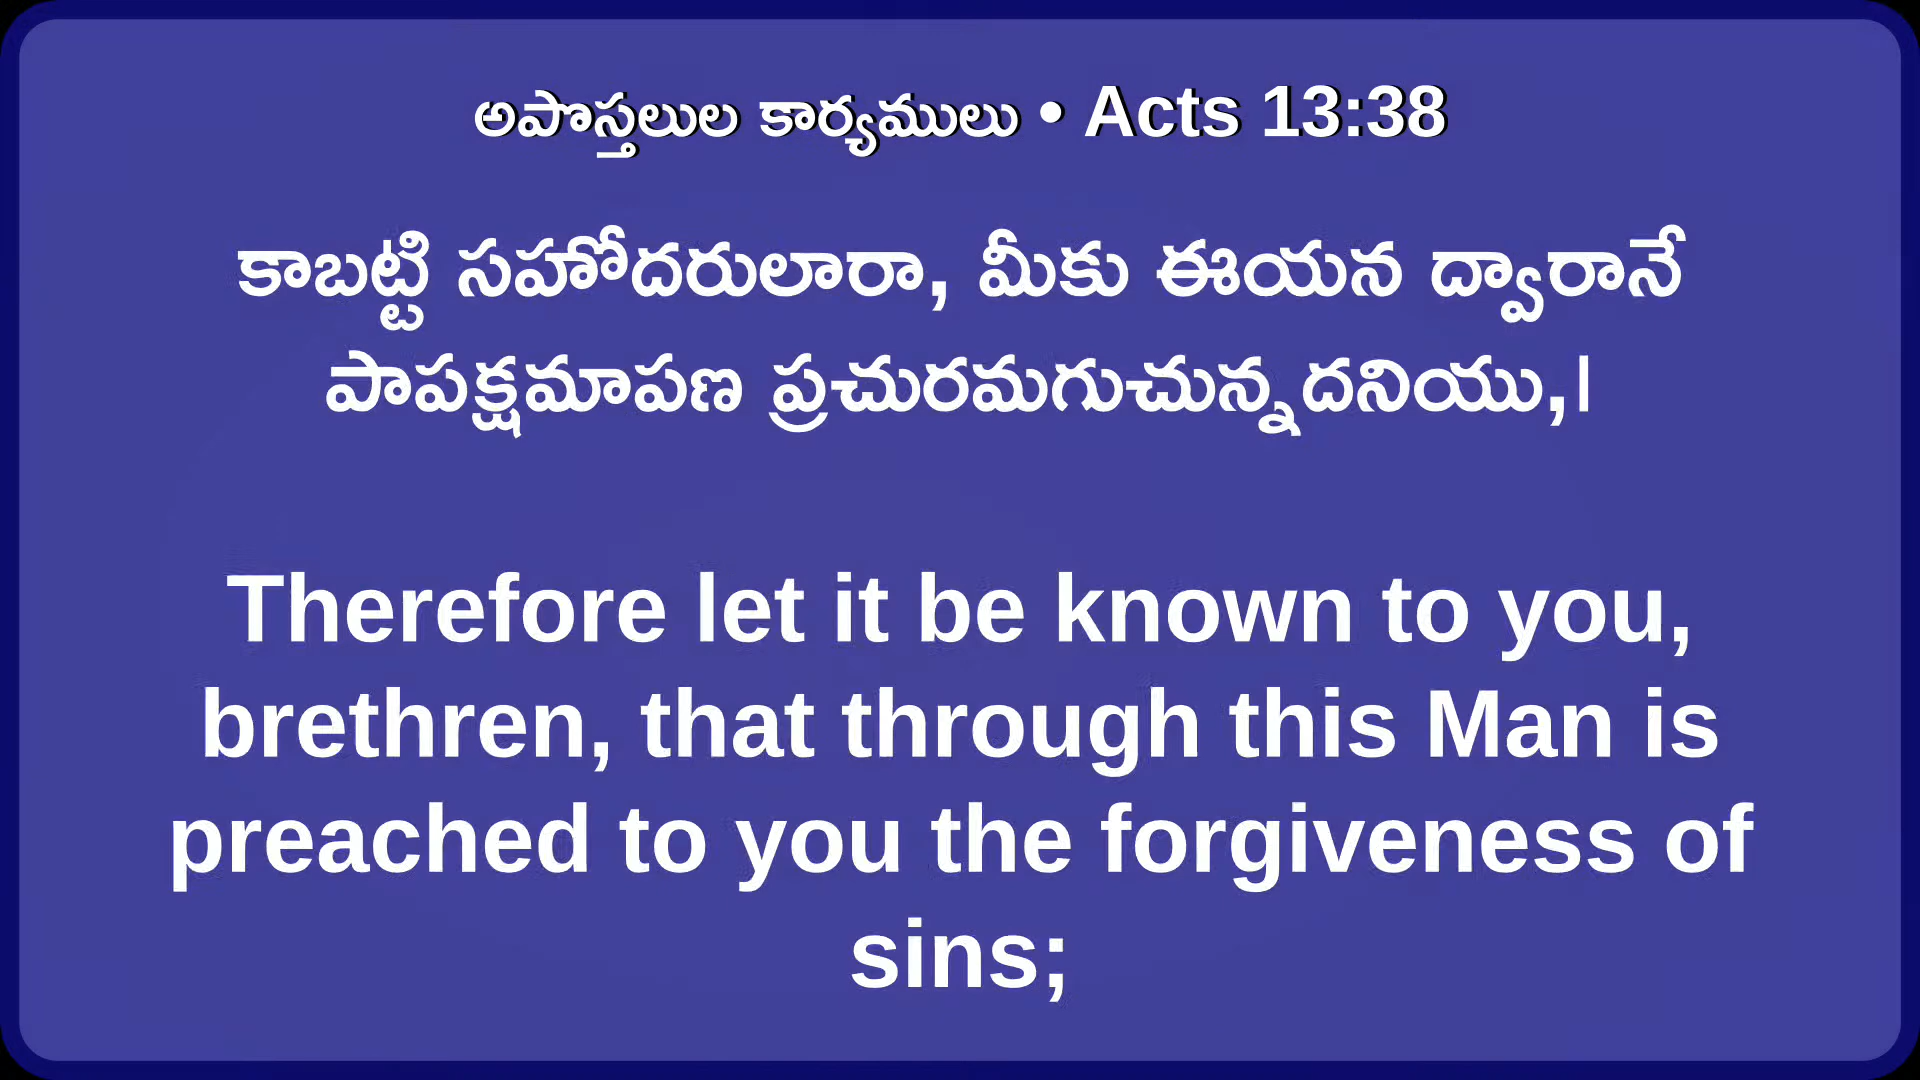 అపొస్తలుల కార్యములు • Acts 13:38
కాబట్టి సహోదరులారా, మీకు ఈయన ద్వారానే
పాపక్షమాపణ ప్రచురమగుచున్నదనియు,।
Therefore let it be known to you,
brethren, that through this Man is
preached to you the forgiveness of
sins;